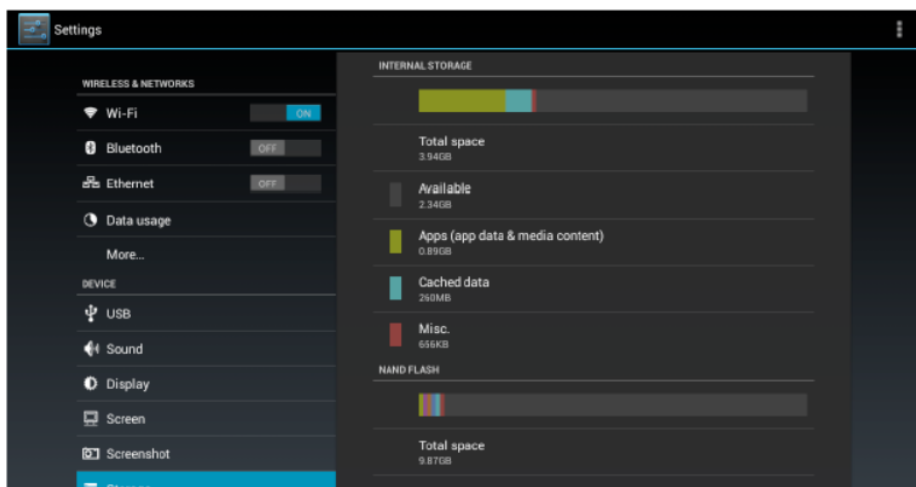 Settings
WIRELESS & NETWORKS
Wi-Fi ON
Bluetooth OFF
Ethernet OFF
Data usage
More...
DEVICE
USB
Sound
Display
Screen
Screenshot
Storage
INTERNAL STORAGE
Total space
3.94GB
Available
2.34GB
Apps (app data & media content)
0.89GB
Cached data
260MB
Misc.
656KB
NAND FLASH
Total space
9.87GB